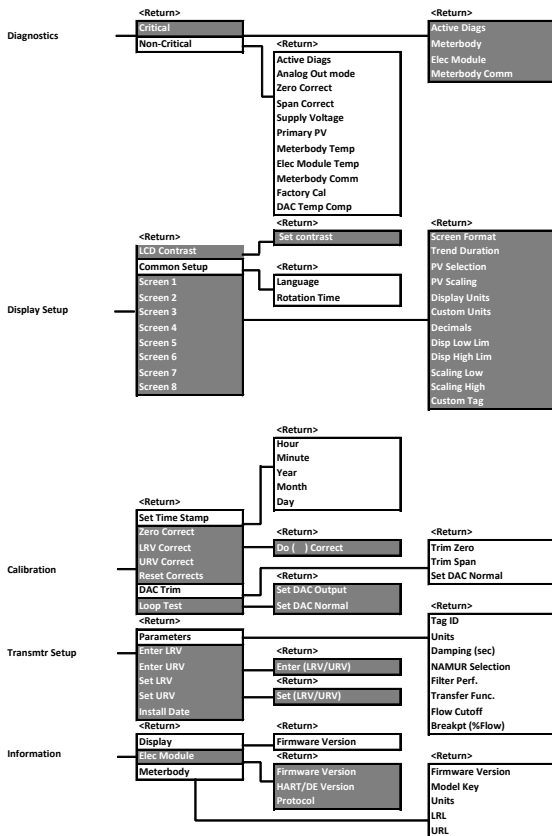 <Return>
Diagnostics
Critical
Non-Critical
<Return>
Active Diags
Analog Out mode
Zero Correct
Span Correct
Supply Voltage
Primary PV
Meterbody Temp
Elec Module Temp
Meterbody Comm
Factory Cal
DAC Temp Comp
<Return>
Active Diags
Meterbody
Elec Module
Meterbody Comm
Display Setup
<Return>
LCD Contrast
Common Setup
Screen 1
Screen 2
Screen 3
Screen 4
Screen 5
Screen 6
Screen 7
Screen 8
<Return>
Set contrast
<Return>
Language
Rotation Time
<Return>
Screen Format
Trend Duration
PV Selection
PV Scaling
Display Units
Custom Units
Decimals
Disp Low Lim
Disp High Lim
Scaling Low
Scaling High
Custom Tag
Calibration
<Return>
Set Time Stamp
Zero Correct
LRV Correct
URV Correct
Reset Corrects
DAC Trim
Loop Test
<Return>
Hour
Minute
Year
Month
Day
<Return>
Do ( ) Correct
<Return>
Set DAC Output
Set DAC Normal
<Return>
Trim Zero
Trim Span
Set DAC Normal
Transmtr Setup
<Return>
Parameters
Enter LRV
Enter URV
Set LRV
Set URV
Install Date
<Return>
Enter (LRV/URV)
<Return>
Set (LRV/URV)
<Return>
Tag ID
Units
Damping (sec)
NAMUR Selection
Filter Perf.
Transfer Func.
Flow Cutoff
Breakpt (%Flow)
Information
<Return>
Display
Elec Module
Meterbody
<Return>
Firmware Version
<Return>
Firmware Version
HART/DE Version
Protocol
<Return>
Firmware Version
Model Key
Units
LRL
URL